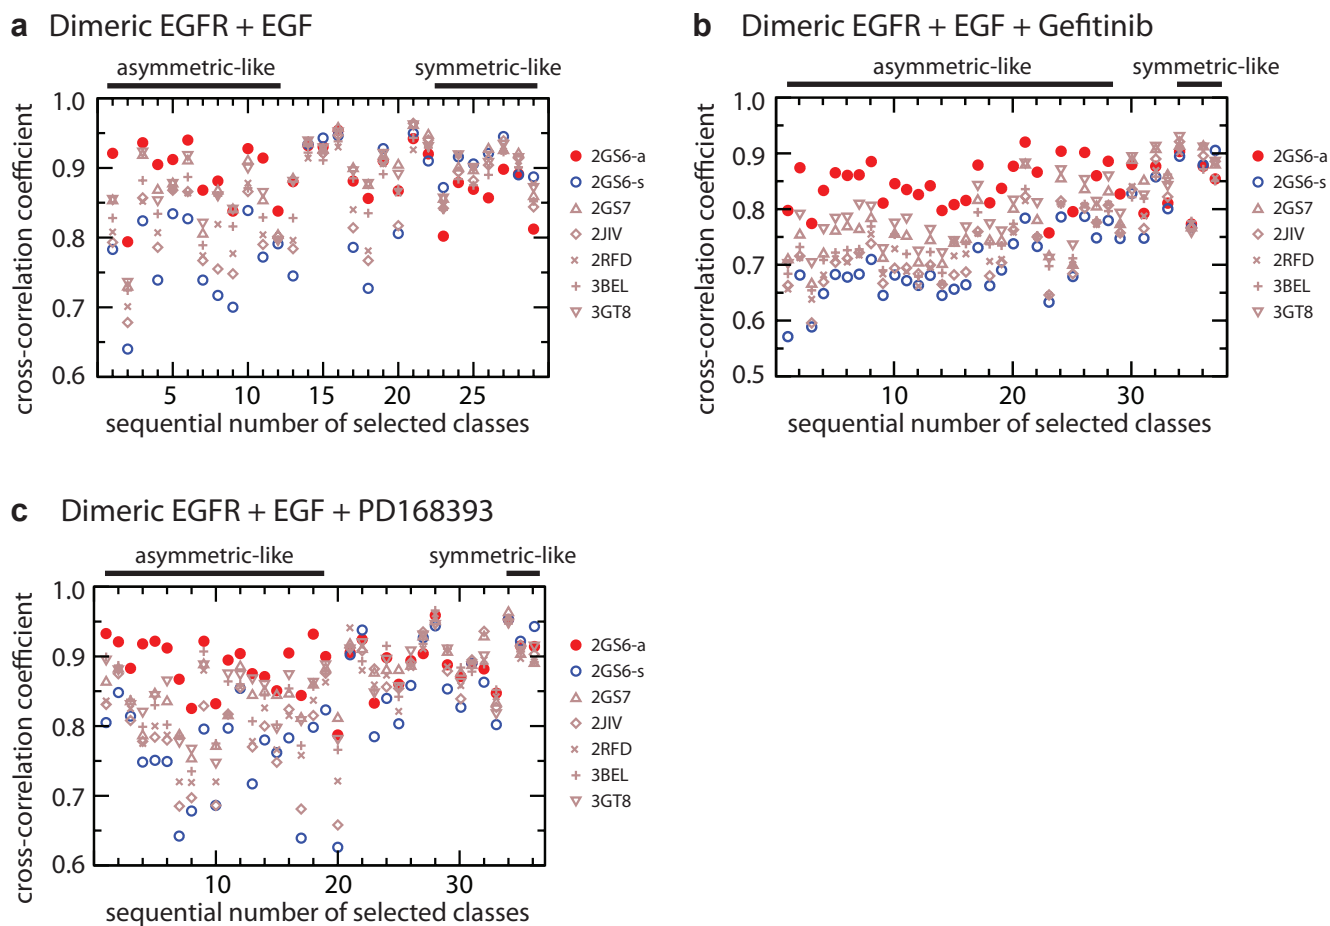 a Dimeric EGFR + EGF
asymmetric-like
symmetric-like
cross-correlation coefficient
1.0
0.9
0.8
0.7
0.6
5
10
15
20
25
sequential number of selected classes
2GS6-a
2GS6-s
2GS7
2JIV
2RFD
3BEL
3GT8
b Dimeric EGFR + EGF + Gefitinib
asymmetric-like
symmetric-like
cross-correlation coefficient
1.0
0.9
0.8
0.7
0.6
0.5
10
20
30
sequential number of selected classes
2GS6-a
2GS6-s
2GS7
2JIV
2RFD
3BEL
3GT8
c Dimeric EGFR + EGF + PD168393
asymmetric-like
symmetric-like
cross-correlation coefficient
1.0
0.9
0.8
0.7
0.6
10
20
30
sequential number of selected classes
2GS6-a
2GS6-s
2GS7
2JIV
2RFD
3BEL
3GT8